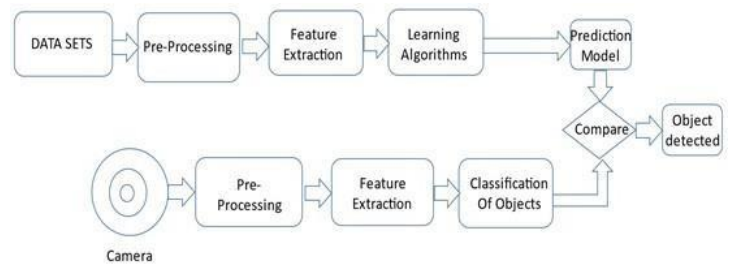 DATA SETS
Pre-Processing
Feature
Extraction
Learning
Algorithms
Prediction
Model
Compare
Object
detected
Pre-
Processing
Feature
Extraction
Classification
Of Objects
Camera